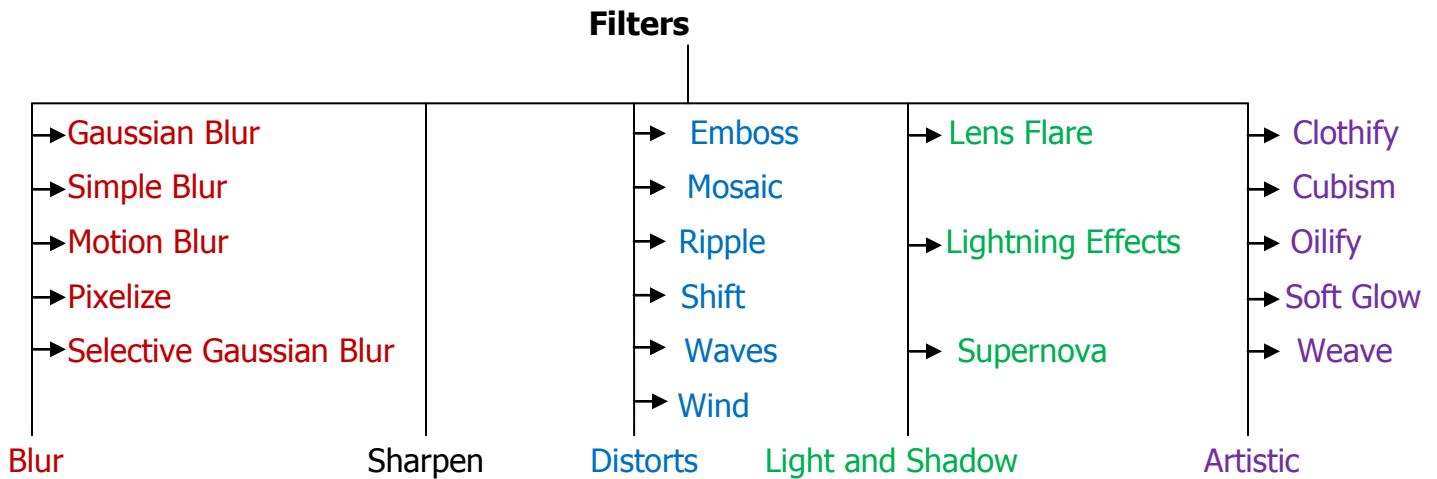 Filters
Gaussian Blur
Simple Blur
Motion Blur
Pixelize
Selective Gaussian Blur
Blur
Sharpen
Emboss
Mosaic
Ripple
Shift
Waves
Wind
Distorts
Lens Flare
Lightning Effects
Supernova
Light and Shadow
Clothify
Cubism
Oilify
Soft Glow
Weave
Artistic